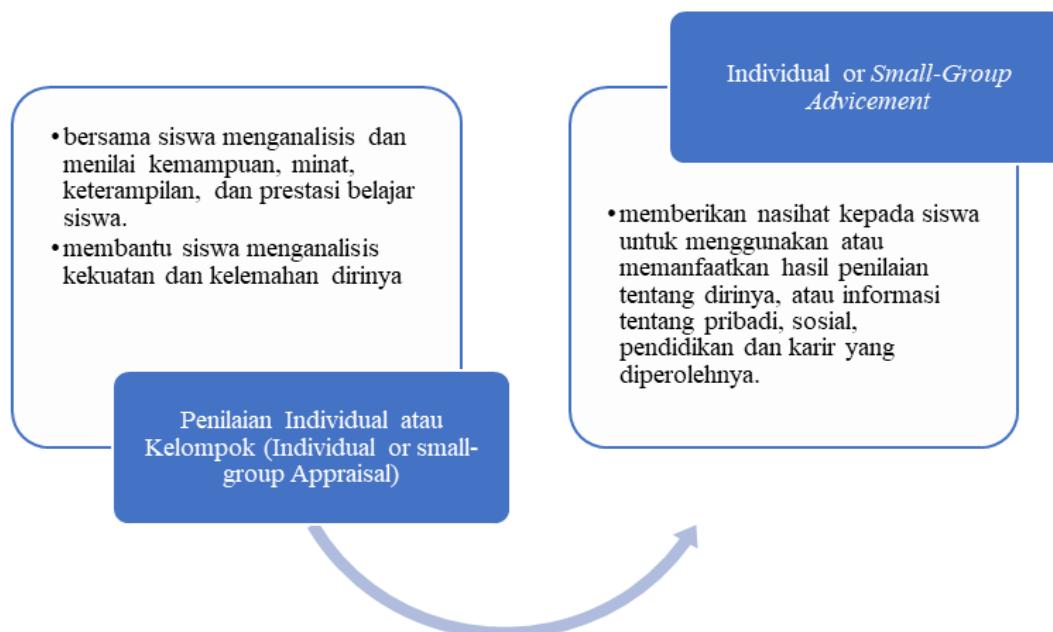 •bersama siswa menganalisis dan
menilai kemampuan, minat,
keterampilan, dan prestasi belajar
siswa.
•membantu siswa menganalisis
kekuatan dan kelemahan dirinya
Penilaian Individual atau
Kelompok (Individual or small-
group Appraisal)
Individual or Small-Group
Advicement
•memberikan nasihat kepada siswa
untuk menggunakan atau
memanfaatkan hasil penilaian
tentang dirinya, atau informasi
tentang pribadi, sosial,
pendidikan dan karir yang
diperolehnya.